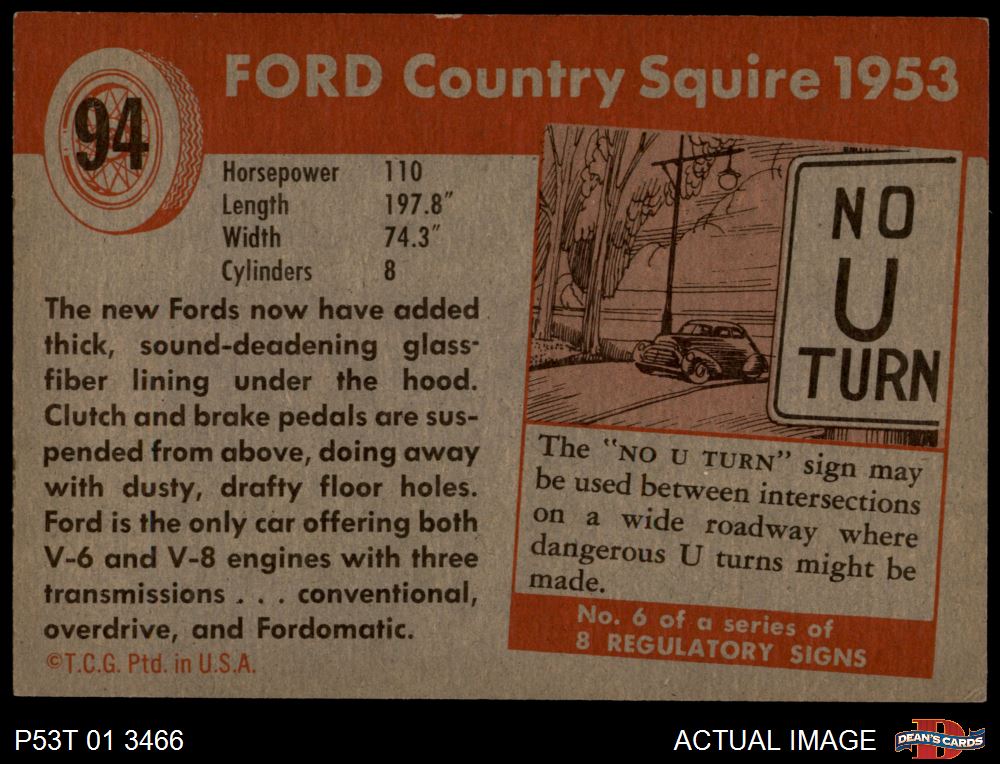 94
FORD Country Squire 1953
Horsepower 110
Length 197.8"
Width 74.3"
Cylinders 8
The new Fords now have added
thick, sound-deadening glass-
fiber lining under the hood.
Clutch and brake pedals are sus-
pended from above, doing away
with dusty, drafty floor holes.
Ford is the only car offering both
V-6 and V-8 engines with three
transmissions . . . conventional,
overdrive, and Fordomatic.
©T.C.G. Ptd. in U.S.A.
NO
U
TURN
The "NO U TURN" sign may
be used between intersections
on a wide roadway where
dangerous U turns might be
made.
No. 6 of a series of
8 REGULATORY SIGNS
P53T 01 3466
ACTUAL IMAGE
DEAN'S CARDS